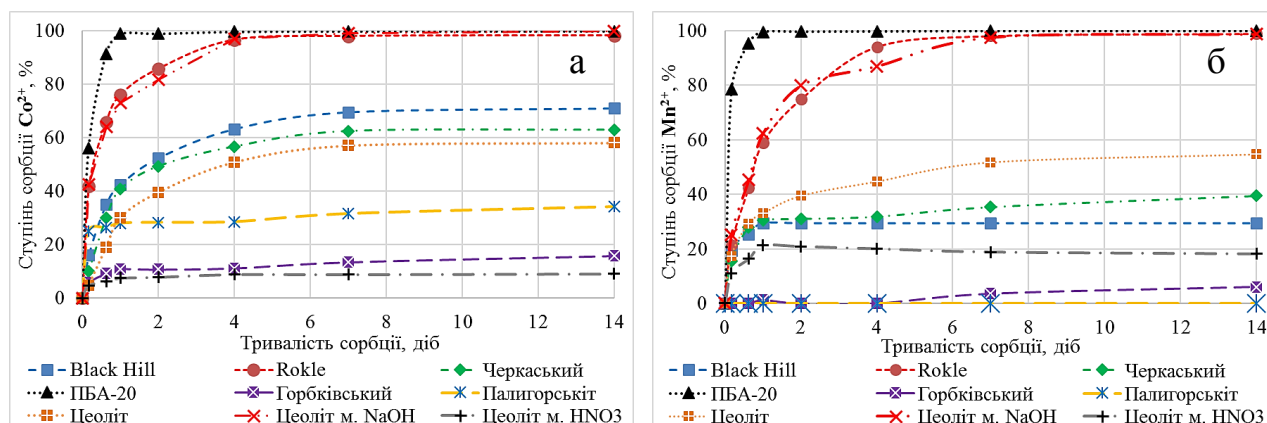 Ступінь сорбції Co²⁺, %
100
80
60
40
20
0
0 2 4 6 8 10 12 14
а
Тривалість сорбції, діб
Black Hill Rokle Черкаський
ПБА-20 Горбківський Палигорськіт
Цеоліт Цеоліт м. NaOH Цеоліт м. HNO3
Ступінь сорбції Mn²⁺, %
100
80
60
40
20
0
0 2 4 6 8 10 12 14
б
Тривалість сорбції, діб
Black Hill Rokle Черкаський
ПБА-20 Горбківський Палигорськіт
Цеоліт Цеоліт м. NaOH Цеоліт м. HNO3